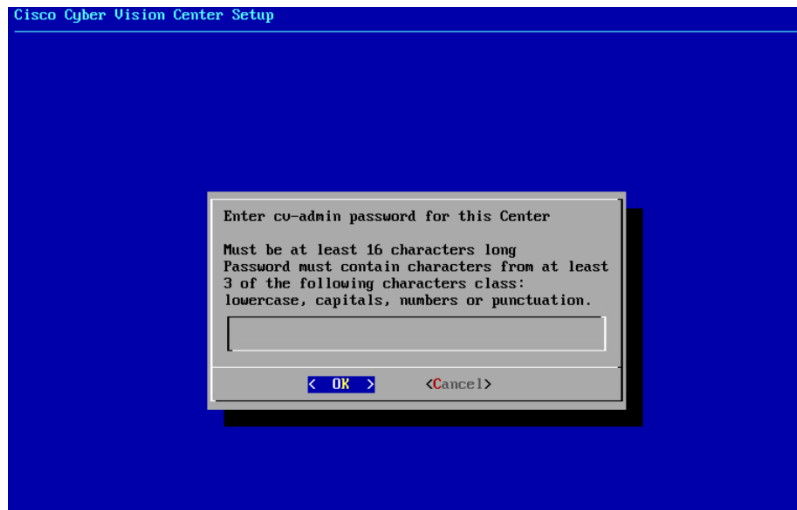 Cisco Cyber Vision Center Setup
Enter cv-admin password for this Center
Must be at least 16 characters long
Password must contain characters from at least
3 of the following characters class:
lowercase, capitals, numbers or punctuation.
< OK > <Cancel>